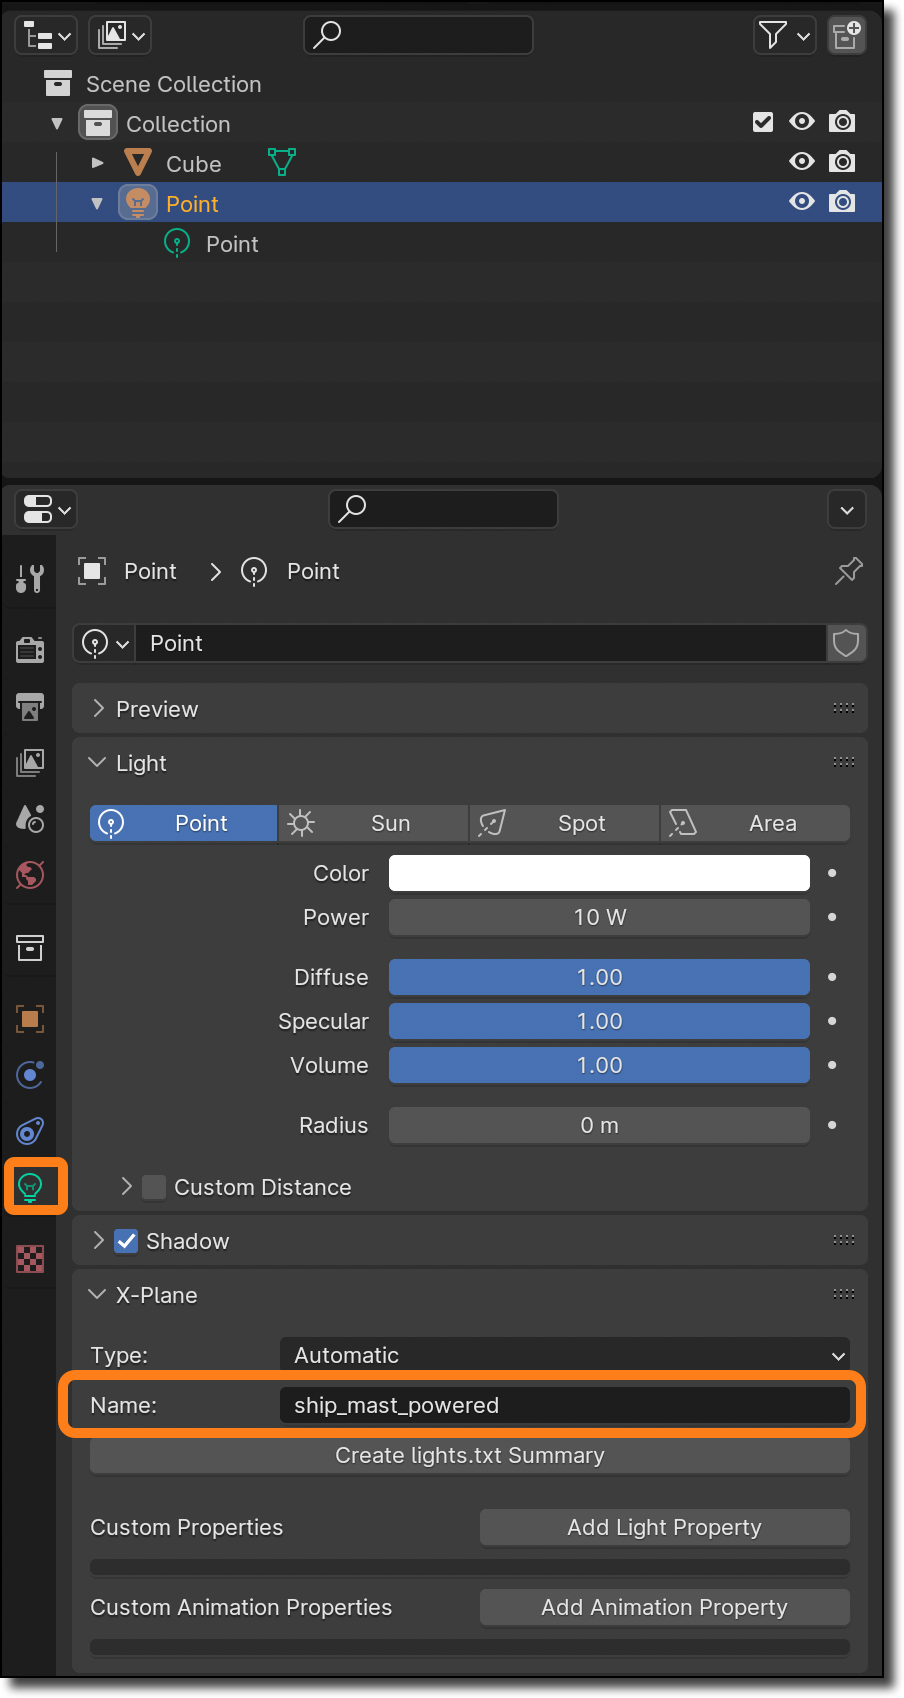 Scene Collection
Collection
Cube
Point
Point
Point > Point
Point
Preview
Light
Point Sun Spot Area
Color
Power 10 W
Diffuse 1.00
Specular 1.00
Volume 1.00
Radius 0 m
Custom Distance
Shadow
X-Plane
Type: Automatic
Name: ship_mast_powered
Create lights.txt Summary
Custom Properties Add Light Property
Custom Animation Properties Add Animation Property